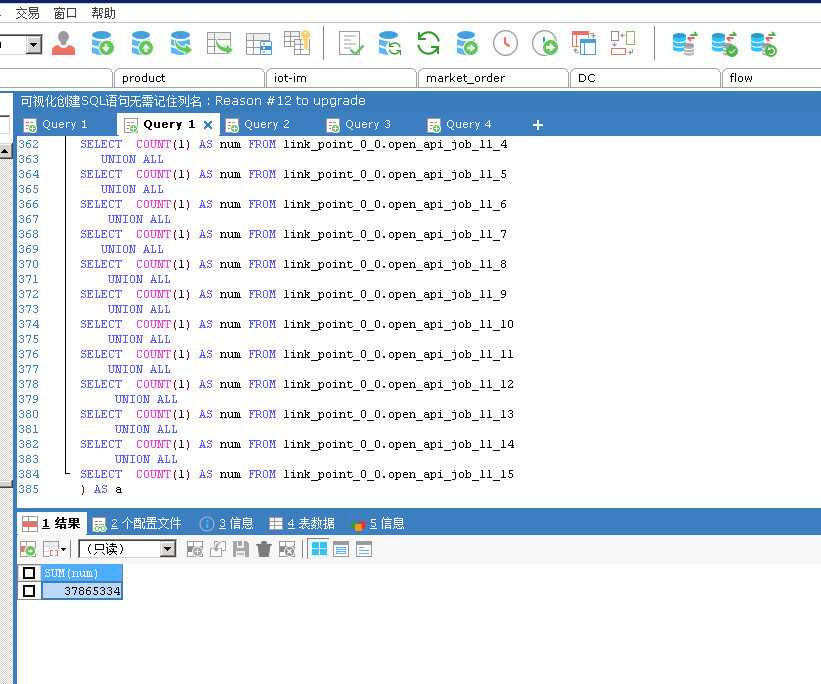 交易 窗口 帮助
product iot-im market_order DC flow
可视化创建SQL语句无需记住列名：Reason #12 to upgrade
Query 1 Query 1 Query 2 Query 3 Query 4
362 SELECT COUNT(1) AS num FROM link_point_0_0.open_api_job_11_4
363 UNION ALL
364 SELECT COUNT(1) AS num FROM link_point_0_0.open_api_job_11_5
365 UNION ALL
366 SELECT COUNT(1) AS num FROM link_point_0_0.open_api_job_11_6
367 UNION ALL
368 SELECT COUNT(1) AS num FROM link_point_0_0.open_api_job_11_7
369 UNION ALL
370 SELECT COUNT(1) AS num FROM link_point_0_0.open_api_job_11_8
371 UNION ALL
372 SELECT COUNT(1) AS num FROM link_point_0_0.open_api_job_11_9
373 UNION ALL
374 SELECT COUNT(1) AS num FROM link_point_0_0.open_api_job_11_10
375 UNION ALL
376 SELECT COUNT(1) AS num FROM link_point_0_0.open_api_job_11_11
377 UNION ALL
378 SELECT COUNT(1) AS num FROM link_point_0_0.open_api_job_11_12
379 UNION ALL
380 SELECT COUNT(1) AS num FROM link_point_0_0.open_api_job_11_13
381 UNION ALL
382 SELECT COUNT(1) AS num FROM link_point_0_0.open_api_job_11_14
383 UNION ALL
384 SELECT COUNT(1) AS num FROM link_point_0_0.open_api_job_11_15
385 ) AS a
1 结果 2 个配置文件 3 信息 4 表数据 5 信息
（只读）
SUM(num)
37865334